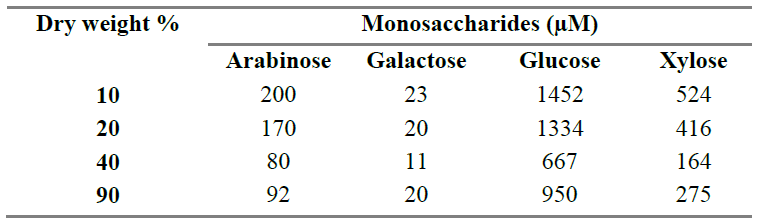 Dry weight % Monosaccharides (µM)
Arabinose Galactose Glucose Xylose
10 200 23 1452 524
20 170 20 1334 416
40 80 11 667 164
90 92 20 950 275